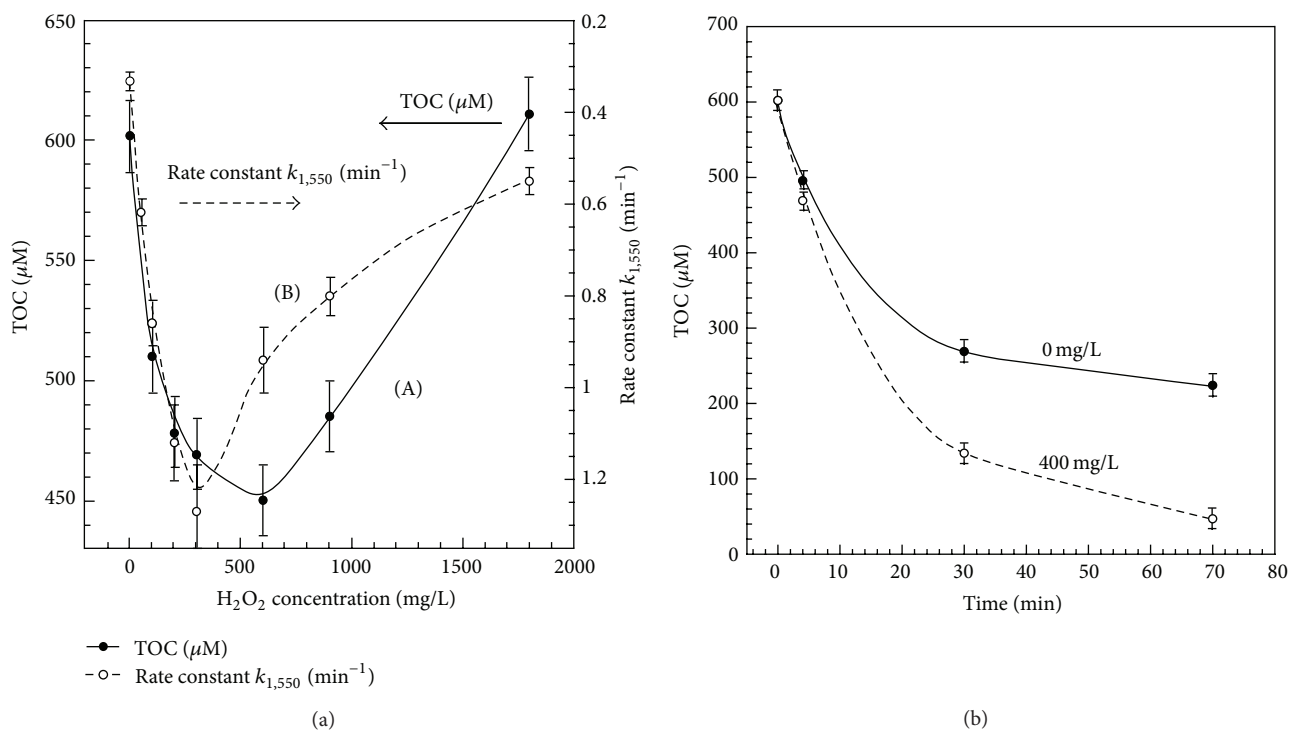 650
600
550
500
450
TOC (μM)
0
500
1000
1500
2000
H₂O₂ concentration (mg/L)
0.2
0.4
0.6
0.8
1
1.2
Rate constant k₁,₅₅₀ (min⁻¹)
TOC (μM)
Rate constant k₁,₅₅₀ (min⁻¹)
(B)
(A)
TOC (μM)
Rate constant k₁,₅₅₀ (min⁻¹)
(a)
700
600
500
400
300
200
100
0
TOC (μM)
0
10
20
30
40
50
60
70
80
Time (min)
0 mg/L
400 mg/L
(b)